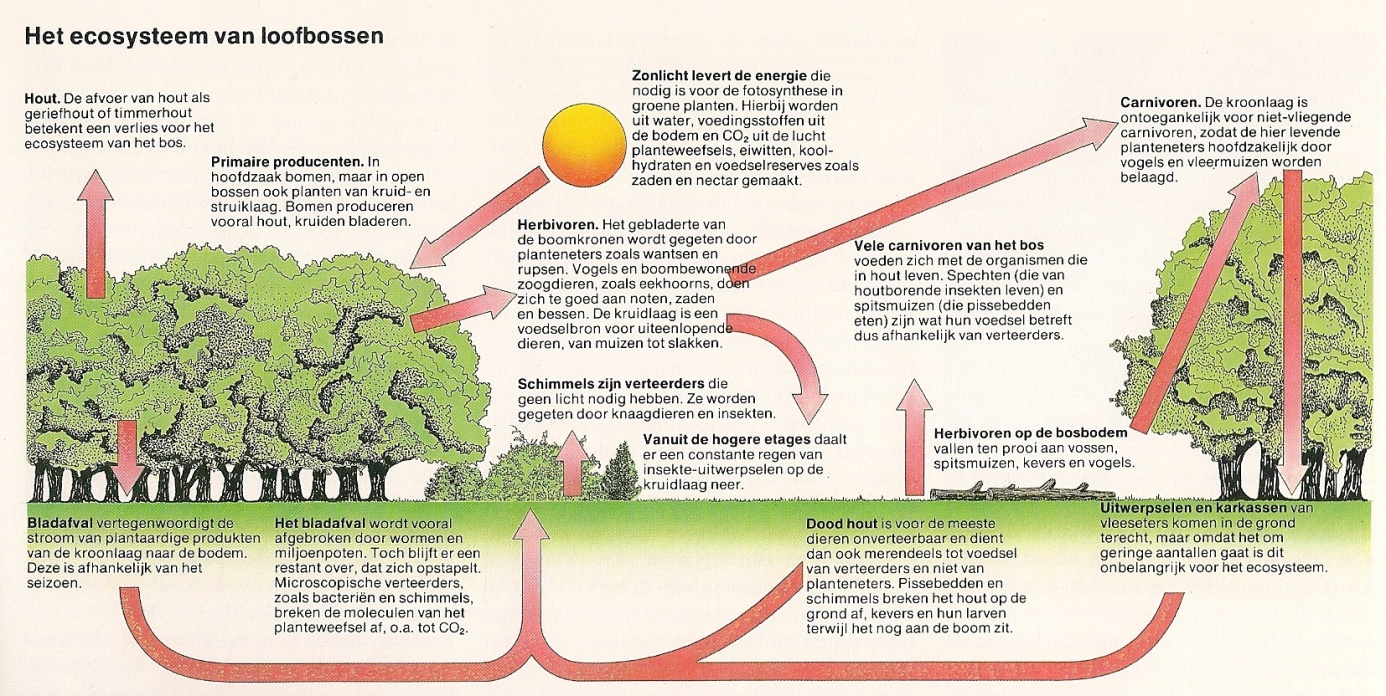 Het ecosysteem van loofbossen
Hout. De afvoer van hout als
geriefhout of timmerhout
betekent een verlies voor het
ecosysteem van het bos.
Primaire producenten. In
hoofdzaak bomen, maar in open
bossen ook planten van kruid- en
struiklaag. Bomen produceren
vooral hout, kruiden bladeren.
Zonlicht levert de energie die
nodig is voor de fotosynthese in
groene planten. Hierbij worden
uit water, voedingsstoffen uit
de bodem en CO₂ uit de lucht
planteweefsels, eiwitten, kool-
hydraten en voedselreserves zoals
zaden en nectar gemaakt.
Herbivoren. Het gebladerte van
de boomkronen wordt gegeten door
planteneters zoals wantsen en
rupsen. Vogels en boombewonende
zoogdieren, zoals eekhoorns, doen
zich te goed aan noten, zaden
en bessen. De kruidlaag is een
voedselbron voor uiteenlopende
dieren, van muizen tot slakken.
Carnivoren. De kroonlaag is
ontoegankelijk voor niet-vliegende
carnivoren, zodat de hier levende
planteneters hoofdzakelijk door
vogels en vleermuizen worden
belaagd.
Vele carnivoren van het bos
voeden zich met de organismen die
in hout leven. Spechten (die van
houtborende insekten leven) en
spitsmuizen (die pissebedden
eten) zijn wat hun voedsel betreft
dus afhankelijk van verteerders.
Schimmels zijn verteerders die
geen licht nodig hebben. Ze worden
gegeten door knaagdieren en insekten.
Vanuit de hogere etages daalt
er een constante regen van
insekte-uitwerpselen op de
kruidlaag neer.
Herbivoren op de bosbodem
vallen ten prooi aan vossen,
spitsmuizen, kevers en vogels.
Bladafval vertegenwoordigt de
stroom van plantaardige produkten
van de kroonlaag naar de bodem.
Deze is afhankelijk van het
seizoen.
Het bladafval wordt vooral
afgebroken door wormen en
miljoenpoten. Toch blijft er een
restant over, dat zich opstapelt.
Microscopische verteerders,
zoals bacteriën en schimmels,
breken de moleculen van het
planteweefsel af, o.a. tot CO₂.
Dood hout is voor de meeste
dieren onverteerbaar en dient
dan ook merendeels tot voedsel
van verteerders en niet van
planteneters. Pissebedden en
schimmels breken het hout op de
grond af, kevers en hun larven
terwijl het nog aan de boom zit.
Uitwerpselen en karkassen van
vleeseters komen in de grond
terecht, maar omdat het om
geringe aantallen gaat is dit
onbelangrijk voor het ecosysteem.